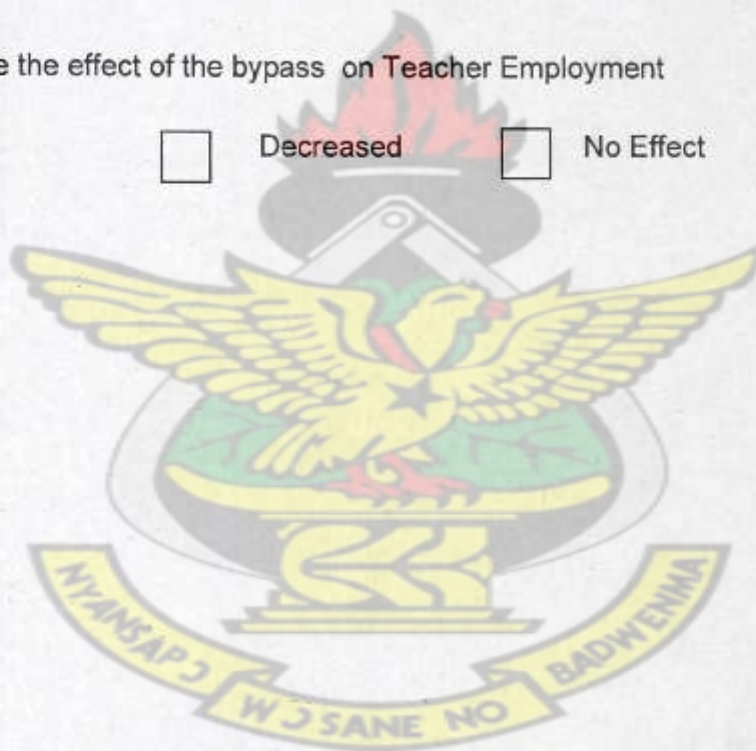 e the effect of the bypass on Teacher Employment
Decreased No Effect
NYANSAPƆ WƆSANE NO BADWENMA